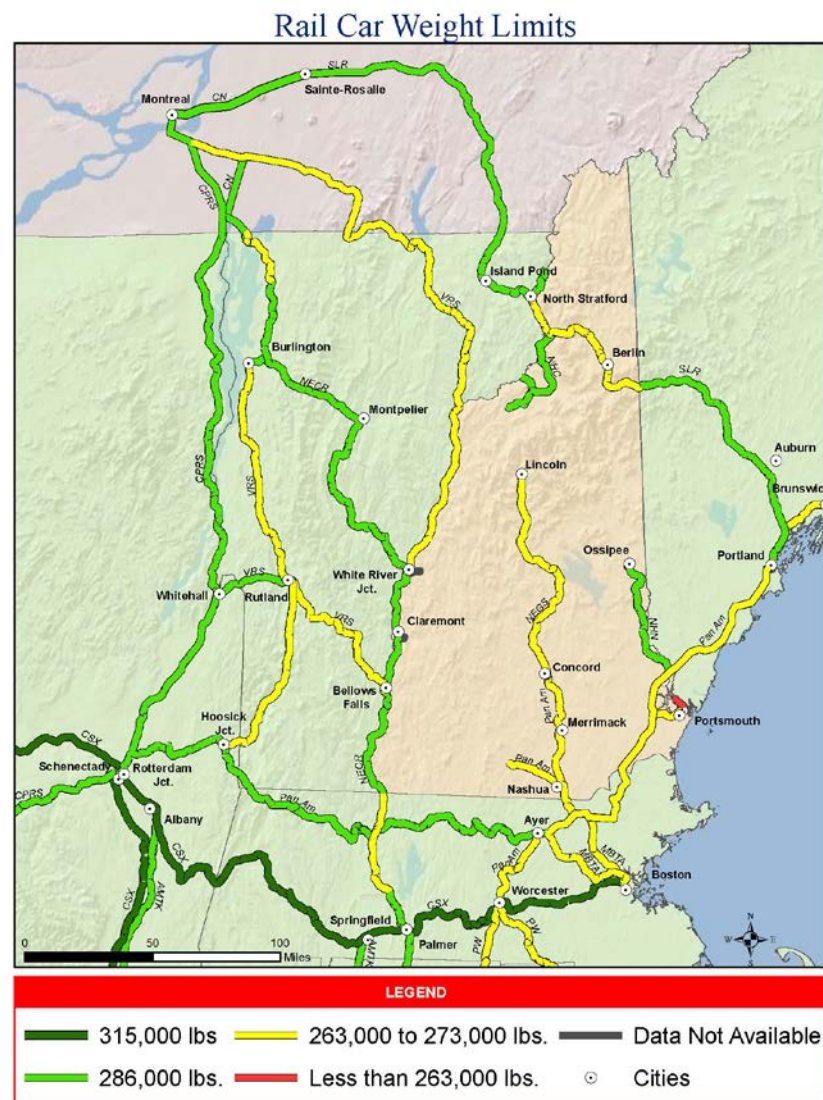 Rail Car Weight Limits
SLR
Montreal
CN
Sainte-Rosalie
CPRS
CN
Island Pond
VRS
North Stratford
Burlington
NHC
Berlin
NECR
SLR
Montpelier
CPRS
Auburn
Lincoln
VRS
Brunswick
Ossipee
White River
Jct.
Portland
VRS
Whitehall
Rutland
NHN
VRS
NEGS
Claremont
Pan Am
Concord
Bellows
Falls
Pan Am
Hoosick
Jct.
Merrimack
Portsmouth
CSX
NECR
Pan Am
Schenectady
Rotterdam
Jct.
Nashua
CPRS
Pan Am
Albany
Ayer
MBTA
CSX
Pan Am
MBTA
Boston
Worcester
CSX
CSX
AMTK
Springfield
PW
N
W E
S
0 50 100
Miles
AMTK
Palmer
PW
LEGEND
315,000 lbs
263,000 to 273,000 lbs.
Data Not Available
286,000 lbs.
Less than 263,000 lbs.
Cities